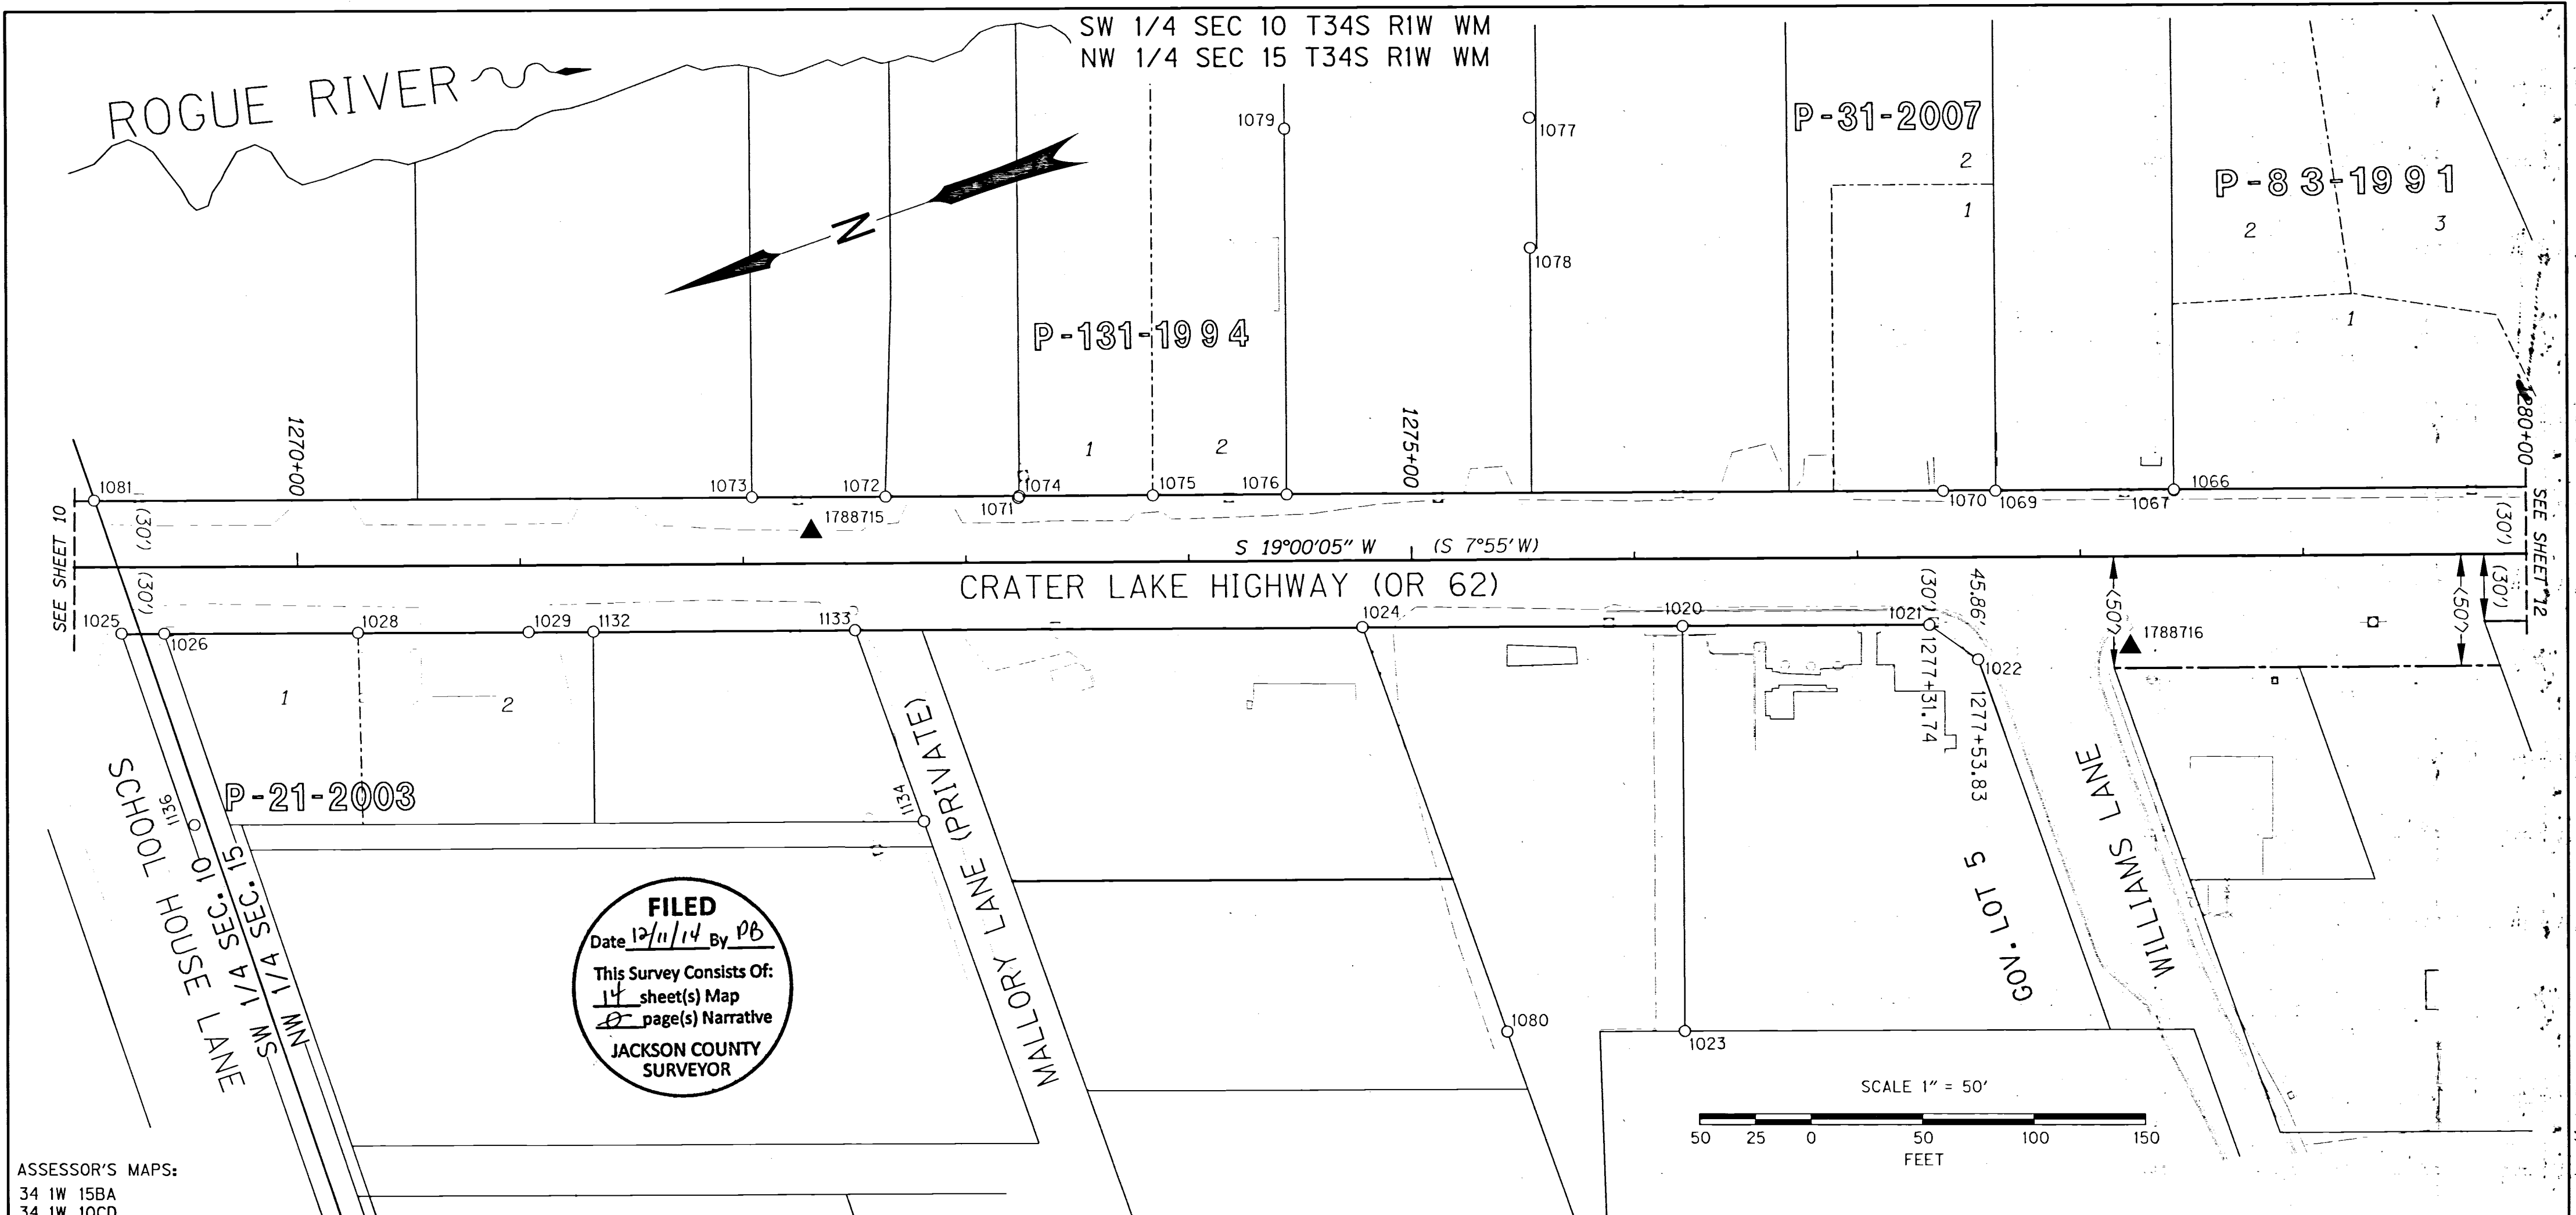 SW 1/4 SEC 10 T34S R1W WM
NW 1/4 SEC 15 T34S R1W WM
ROGUE RIVER
N
P-31-2007
2
1
P-83-1991
2
3
1
P-131-1994
1
2
1079
1077
1078
1270+00
1275+00
1280+00
1081
1073
1072
1074
1071
1075
1076
1070
1069
1067
1066
SEE SHEET 10
(30')
(30')
1788715
S 19°00'05" W (S 7°55'W)
CRATER LAKE HIGHWAY (OR 62)
(30')
SEE SHEET 12
(30')
<50'>
<50'>
1788716
1025
1026
1028
1029
1132
1133
1024
1020
1021
(30')
1277+31.74
45.86'
1022
1277+53.83
1
2
P-21-2003
1136
1134
SCHOOL HOUSE LANE
SW 1/4 SEC. 10
NW 1/4 SEC. 15
MALLORY LANE (PRIVATE)
GOV. LOT 5
WILLIAMS LANE
1080
1023
FILED
Date 12/11/14 By PB
This Survey Consists Of:
14 sheet(s) Map
0 page(s) Narrative
JACKSON COUNTY
SURVEYOR
SCALE 1" = 50'
50 25 0 50 100 150
FEET
ASSESSOR'S MAPS:
34 1W 15BA
34 1W 10CD